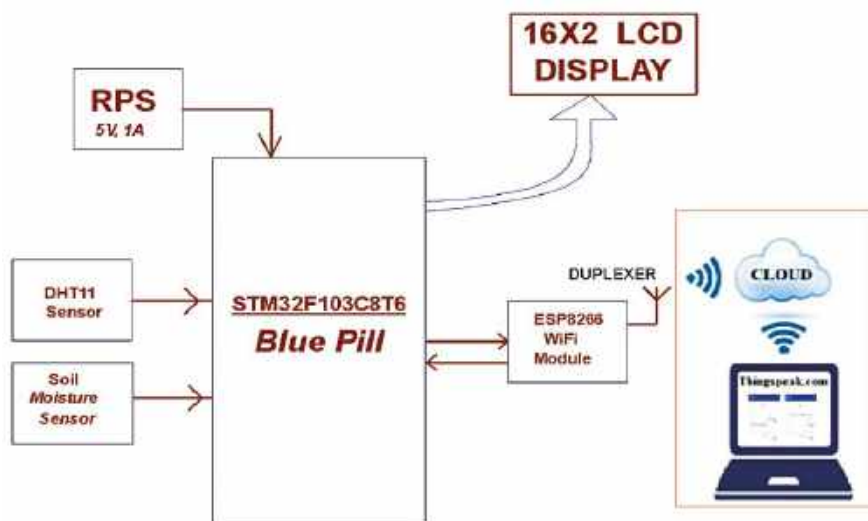 16X2 LCD
DISPLAY
RPS
5V, 1A
DHT11
Sensor
STM32F103C8T6
Blue Pill
Soil
Moisture
Sensor
DUPLEXER
ESP8266
WiFi
Module
CLOUD
Thingspeak.com